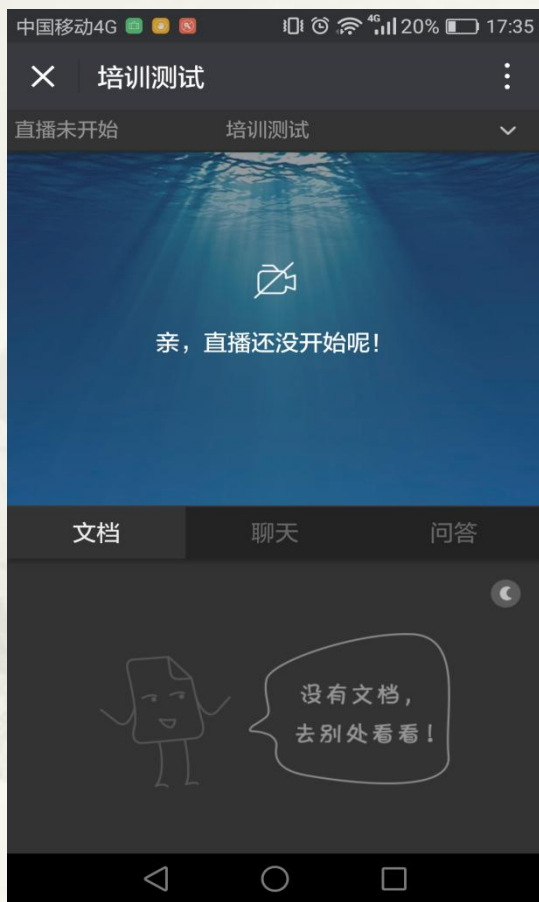 中国移动4G 4G 20% 17:35
培训测试
直播未开始 培训测试
亲，直播还没开始呢！
文档 聊天 问答
没有文档，
去别处看看！